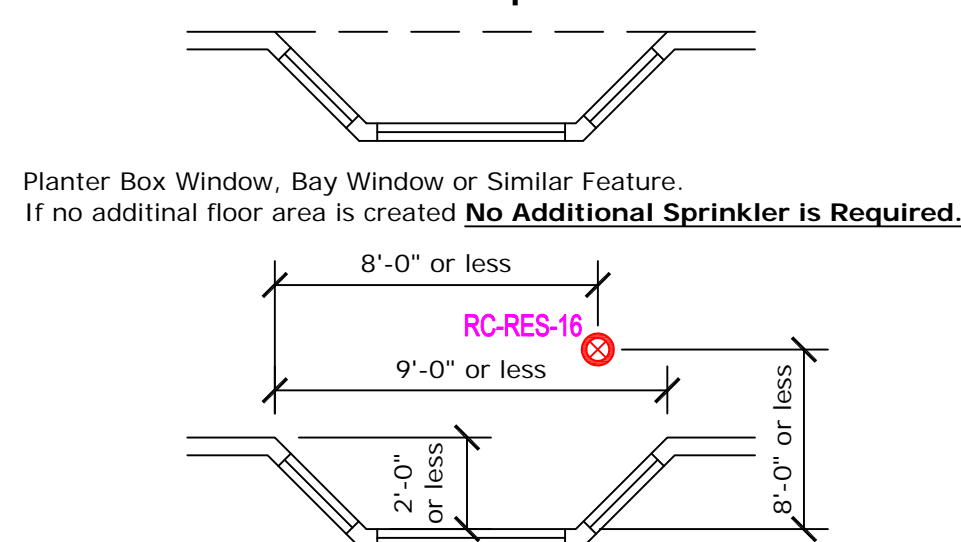 Planter Box Window, Bay Window or Similar Feature.
If no additinal floor area is created No Additional Sprinkler is Required.
8'-0" or less
RC-RES-16
9'-0" or less
8'-0" or less
2'-0"
or less